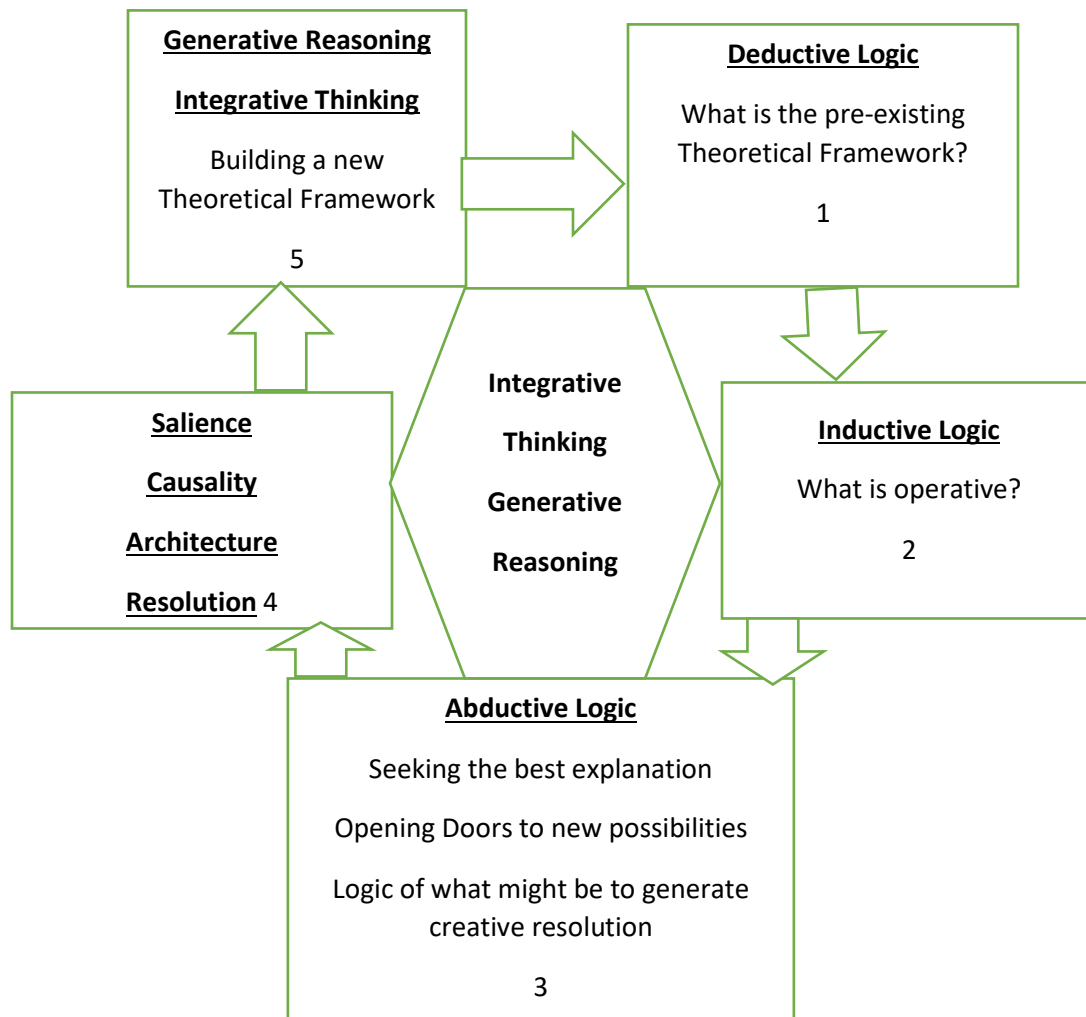 Generative Reasoning
Integrative Thinking
Building a new
Theoretical Framework
5
Deductive Logic
What is the pre-existing
Theoretical Framework?
1
Inductive Logic
What is operative?
2
Abductive Logic
Seeking the best explanation
Opening Doors to new possibilities
Logic of what might be to generate
creative resolution
3
Salience
Causality
Architecture
Resolution 4
Integrative
Thinking
Generative
Reasoning